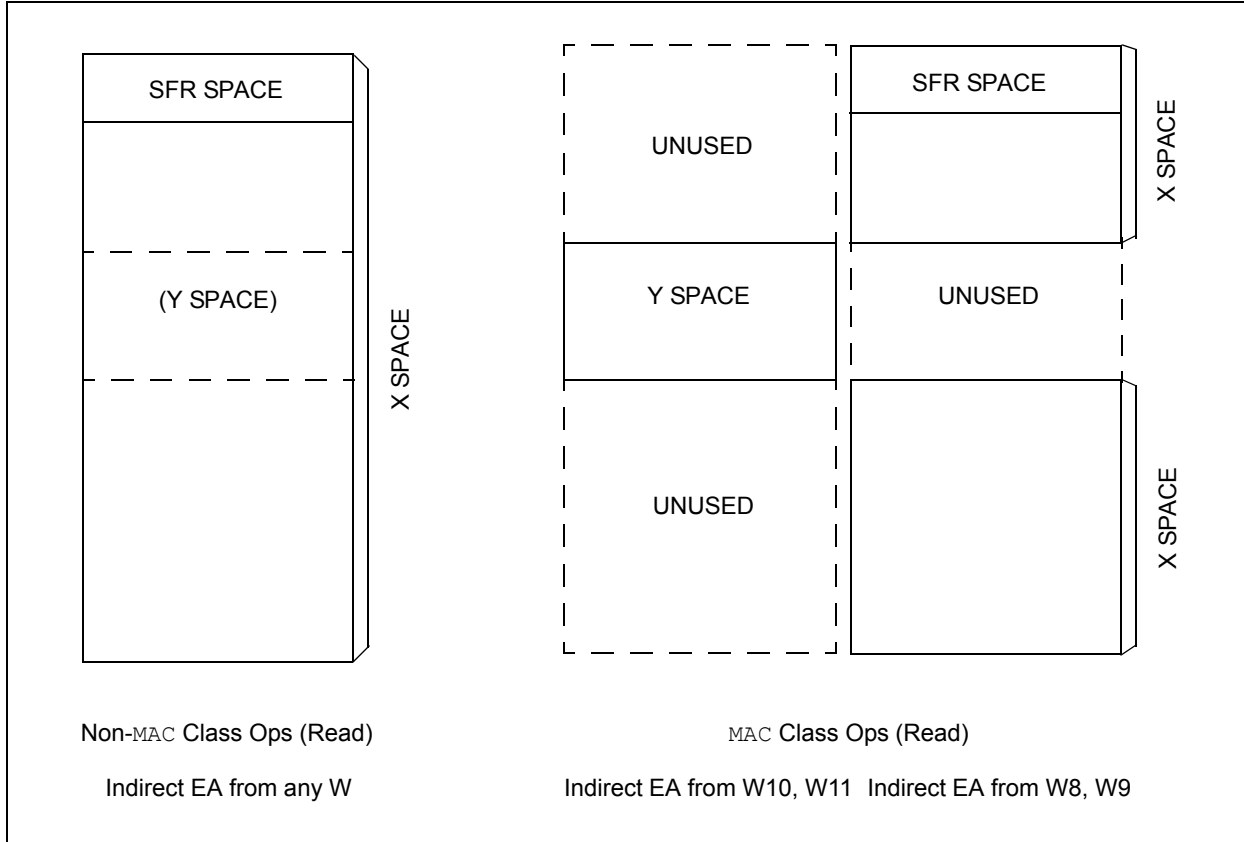 SFR SPACE
(Y SPACE)
X SPACE
Non-MAC Class Ops (Read)
Indirect EA from any W
UNUSED
Y SPACE
UNUSED
SFR SPACE
X SPACE
UNUSED
X SPACE
MAC Class Ops (Read)
Indirect EA from W10, W11
Indirect EA from W8, W9